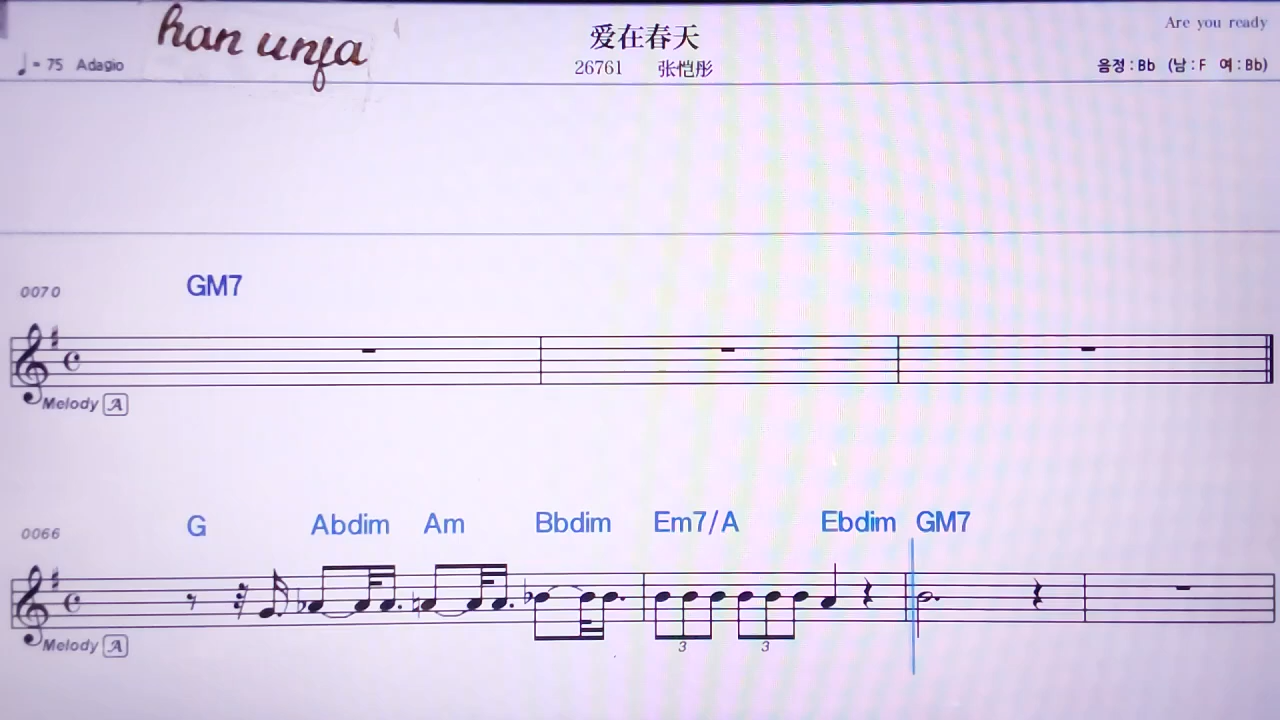 han unfa
爱在春天
Are you ready
♩= 75 Adagio
26761 张恺彤
음정 : Bb (남 : F 여 : Bb)
0070 GM7
Melody A
0066 G Abdim Am Bbdim Em7/A Ebdim GM7
3 3
Melody A